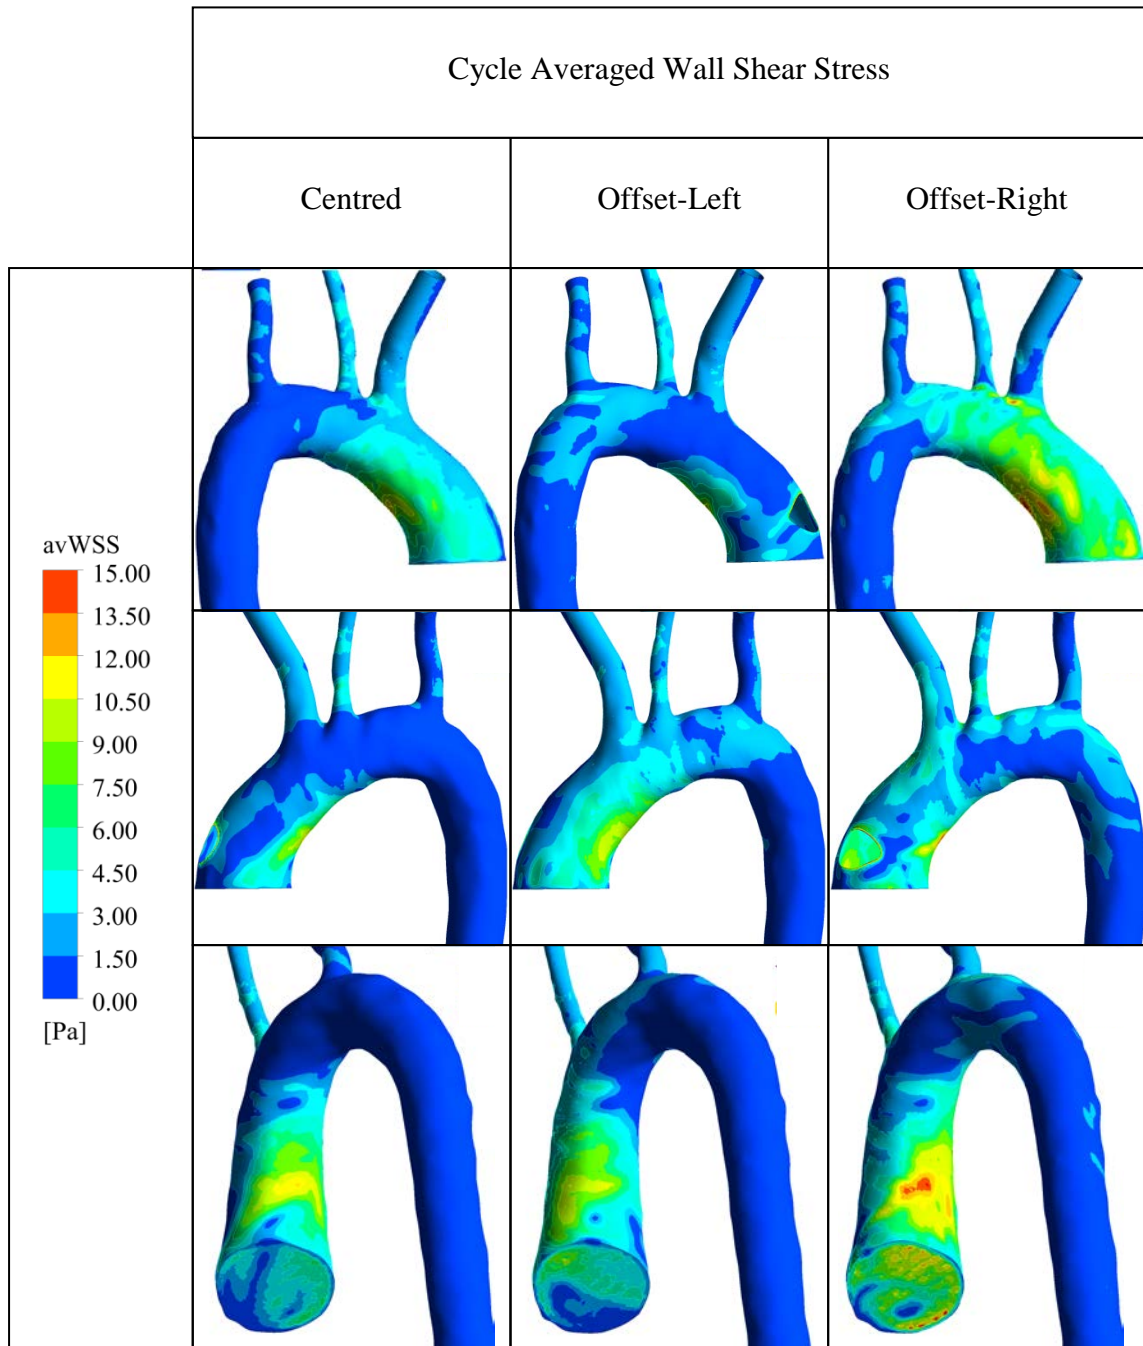 Cycle Averaged Wall Shear Stress
Centred
Offset-Left
Offset-Right
avWSS
15.00
13.50
12.00
10.50
9.00
7.50
6.00
4.50
3.00
1.50
0.00
[Pa]